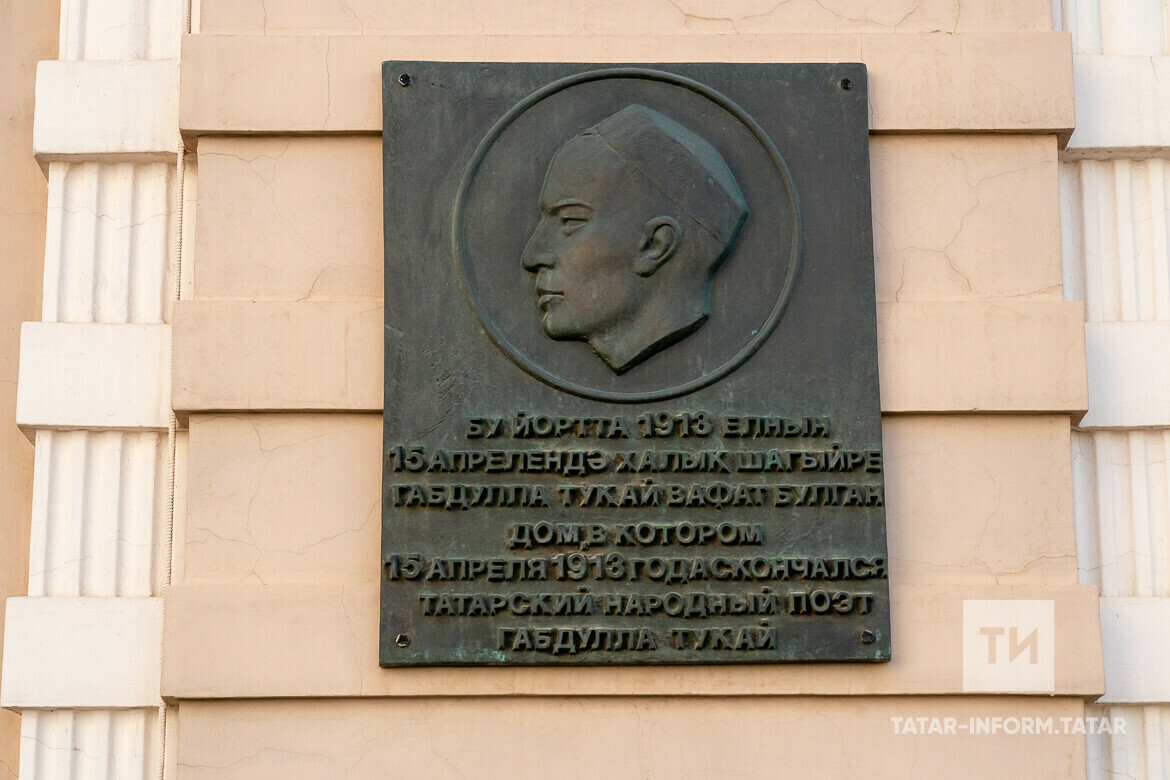 БУ ЙОРТТА 1913 ЕЛНЫҢ
15 АПРЕЛЕНДӘ ХАЛЫК ШАГЫЙРЕ
ГАБДУЛЛА ТУКАЙ ВАФАТ БУЛГАН
ДОМ В КОТОРОМ
15 АПРЕЛЯ 1913 ГОДА СКОНЧАЛСЯ
ТАТАРСКИЙ НАРОДНЫЙ ПОЭТ
ГАБДУЛЛА ТУКАЙ
ТИ
TATAR-INFORM.TATAR